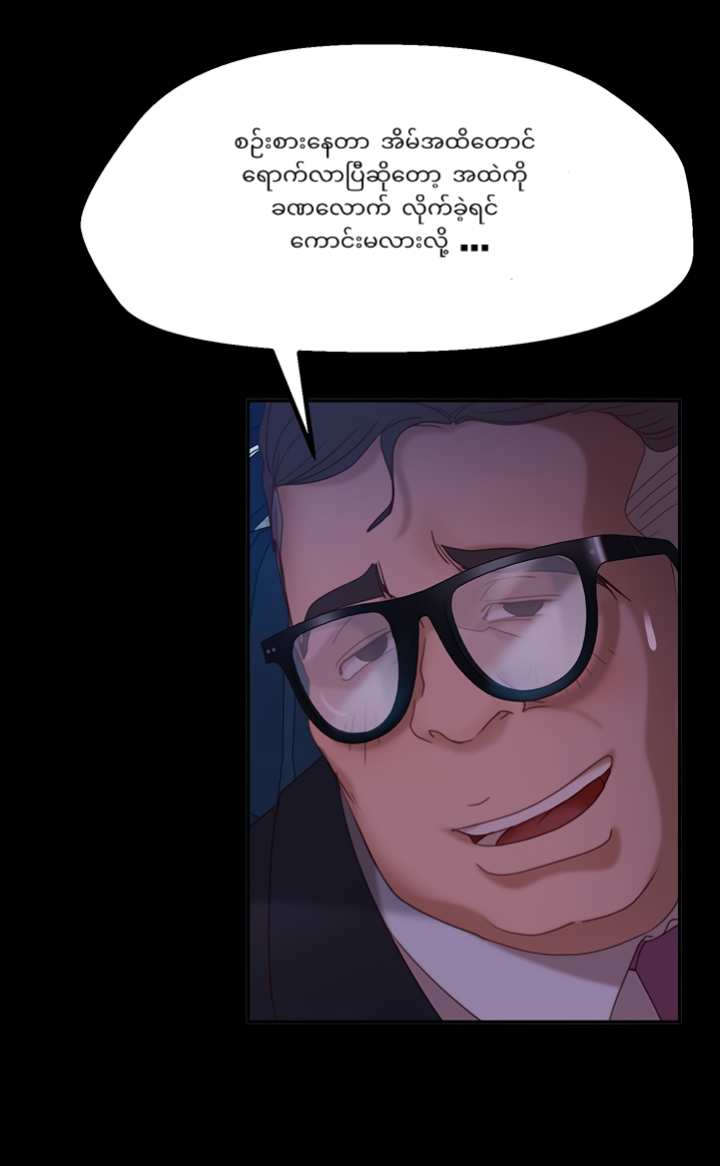 စဉ်းစားနေတာ အိမ်အထိတောင်
ရောက်လာပြီဆိုတော့ အထဲကို
ခဏလောက် လိုက်ခဲ့ရင်
ကောင်းမလားလို့ ...